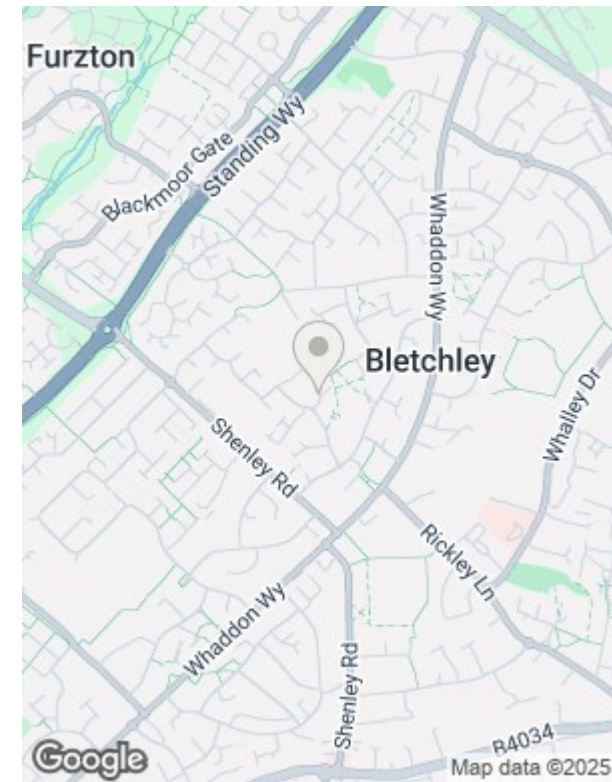 Furzton
Standing Wy
Blackmoor Gate
Whaddon Wy
Bletchley
Whalley Dr
Shenley Rd
Rickley Ln
Whaddon Wy
Shenley Rd
B4034
Google
Map data ©2025